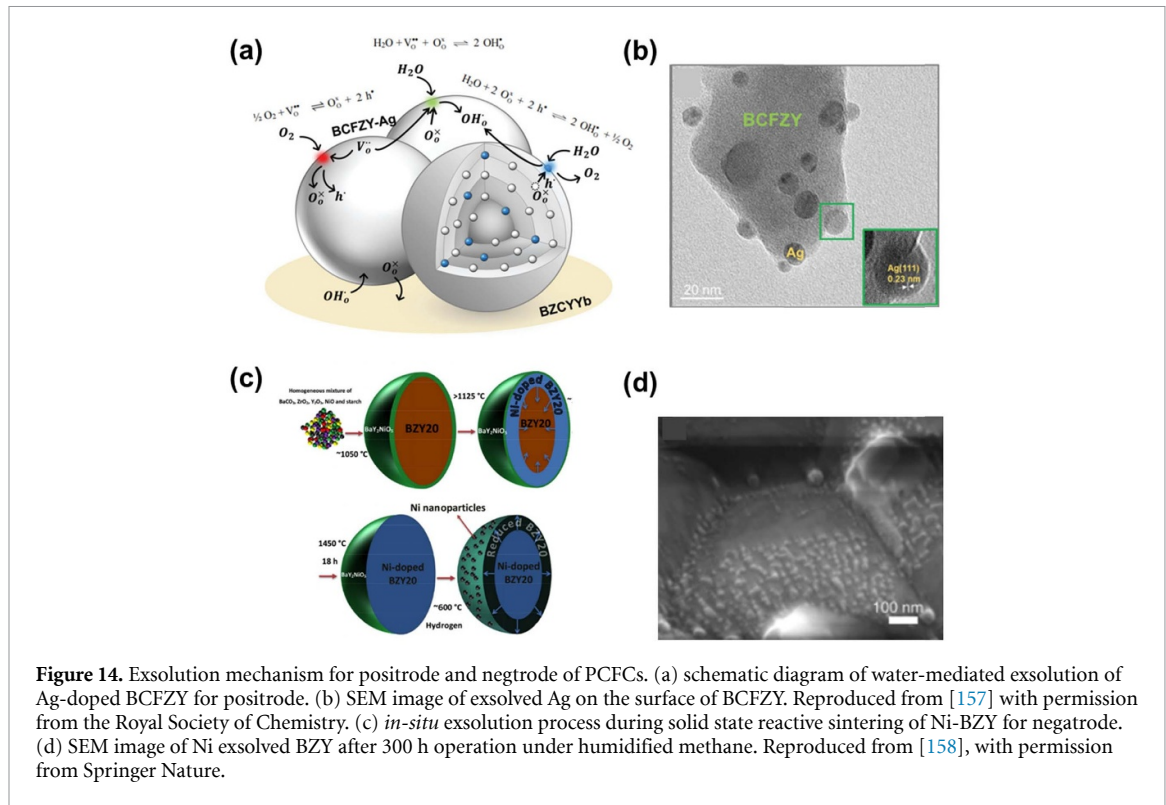 (a)
H₂O + V_o^•• + O_o^x ⇌ 2 OH_o^•
H₂O
H₂O + 2 O_o^x + 2 h^• ⇌ 2 OH_o^• + ½ O₂
½ O₂ + V_o^•• ⇌ O_o^x + 2 h^•
BCFZY-Ag
O₂
V_o^••
O_o^×
OH_o^·
H₂O
O₂
h^·
O_o^×
O_o^×
h^·
O_o^×
OH_o^·
BZCYYb
(b)
BCFZY
Ag
Ag(111)
0.23 nm
20 nm
(c)
Homogeneous mixture of
BaCO₃, ZrO₂, Y₂O₃, NiO and starch
~1050 °C
BaY₂NiO₅
BZY20
>1125 °C
BaY₂NiO₅
Ni-doped BZY20
BZY20
~
1450 °C
18 h
BaY₂NiO₅
Ni-doped
BZY20
Ni nanoparticles
~600 °C
Hydrogen
Reduced BZY20
Ni-doped
BZY20
(d)
100 nm
Figure 14. Exsolution mechanism for positrode and negtrode of PCFCs. (a) schematic diagram of water-mediated exsolution of
Ag-doped BCFZY for positrode. (b) SEM image of exsolved Ag on the surface of BCFZY. Reproduced from [157] with permission
from the Royal Society of Chemistry. (c) in-situ exsolution process during solid state reactive sintering of Ni-BZY for negatrode.
(d) SEM image of Ni exsolved BZY after 300 h operation under humidified methane. Reproduced from [158], with permission
from Springer Nature.